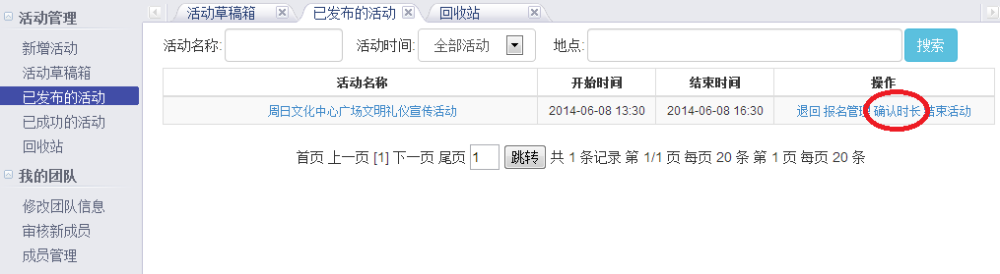 活动管理
新增活动
活动草稿箱
已发布的活动
已成功的活动
回收站
我的团队
修改团队信息
审核新成员
成员管理
活动草稿箱 已发布的活动 回收站
活动名称: 活动时间: 全部活动 地点: 搜索
活动名称 开始时间 结束时间 操作
周日文化中心广场文明礼仪宣传活动 2014-06-08 13:30 2014-06-08 16:30 退回 报名管理 确认时长 结束活动
首页 上一页 [1] 下一页 尾页 1 跳转 共 1 条记录 第 1/1 页 每页 20 条 第 1 页 每页 20 条